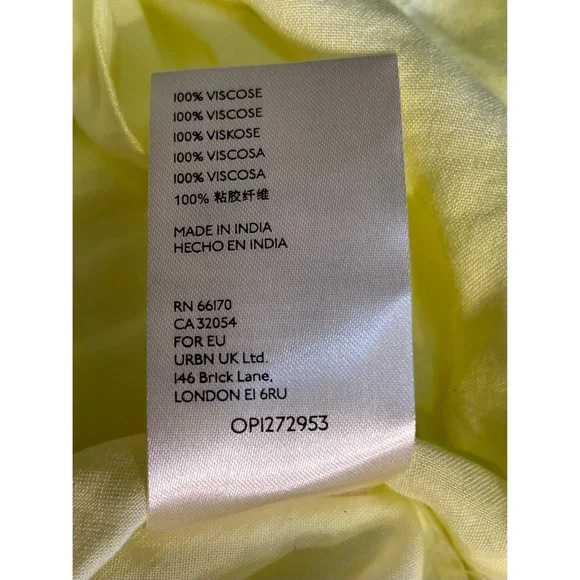 100% VISCOSE
100% VISCOSE
100% VISKOSE
100% VISCOSA
100% VISCOSA
100% 粘胶纤维
MADE IN INDIA
HECHO EN INDIA
RN 66170
CA 32054
FOR EU
URBN UK Ltd.
146 Brick Lane,
LONDON E1 6RU
OP1272953